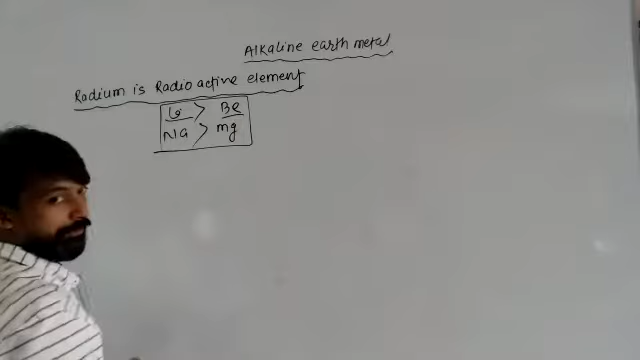 Alkaline earth metal
Radium is Radio active element
Li > Be
Na > mg